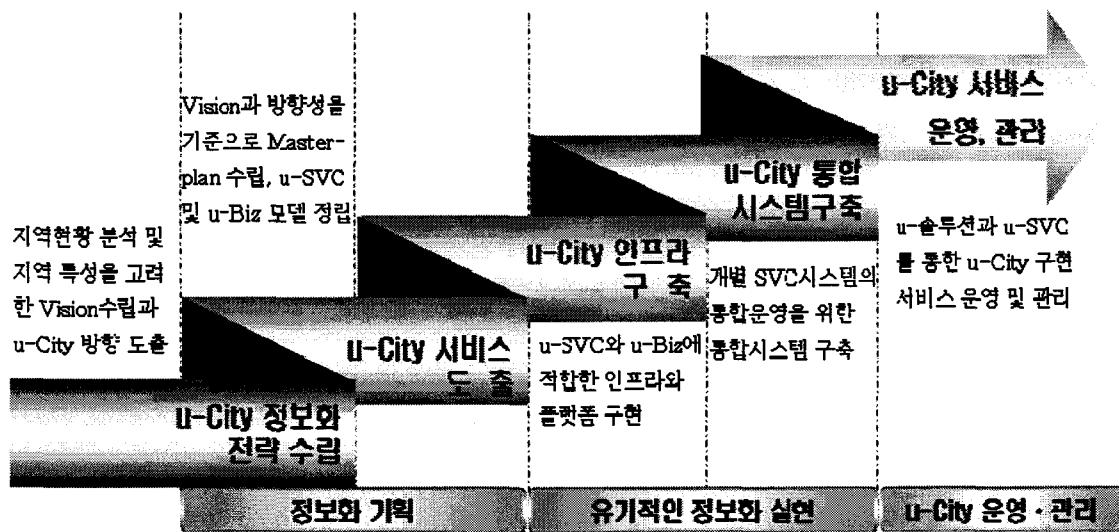 지역현황 분석 및
지역 특성을 고려
한 Vision수립과
u-City 방향 도출
u-City 정보화
전략 수립
Vision과 방향성을
기준으로 Master-
plan 수립, u-SVC
및 u-Biz 모델 정립
u-City 서비스
도 출
u-City 인프라
구 축
u-SVC와 u-Biz에
적합한 인프라와
플랫폼 구현
u-City 통합
시스템구축
개별 SVC시스템의
통합운영을 위한
통합시스템 구축
u-City 서비스
운영, 관리
u-솔루션과 u-SVC
를 통한 u-City 구현
서비스 운영 및 관리
정보화 기획
유기적인 정보화 실현
u-City 운영·관리